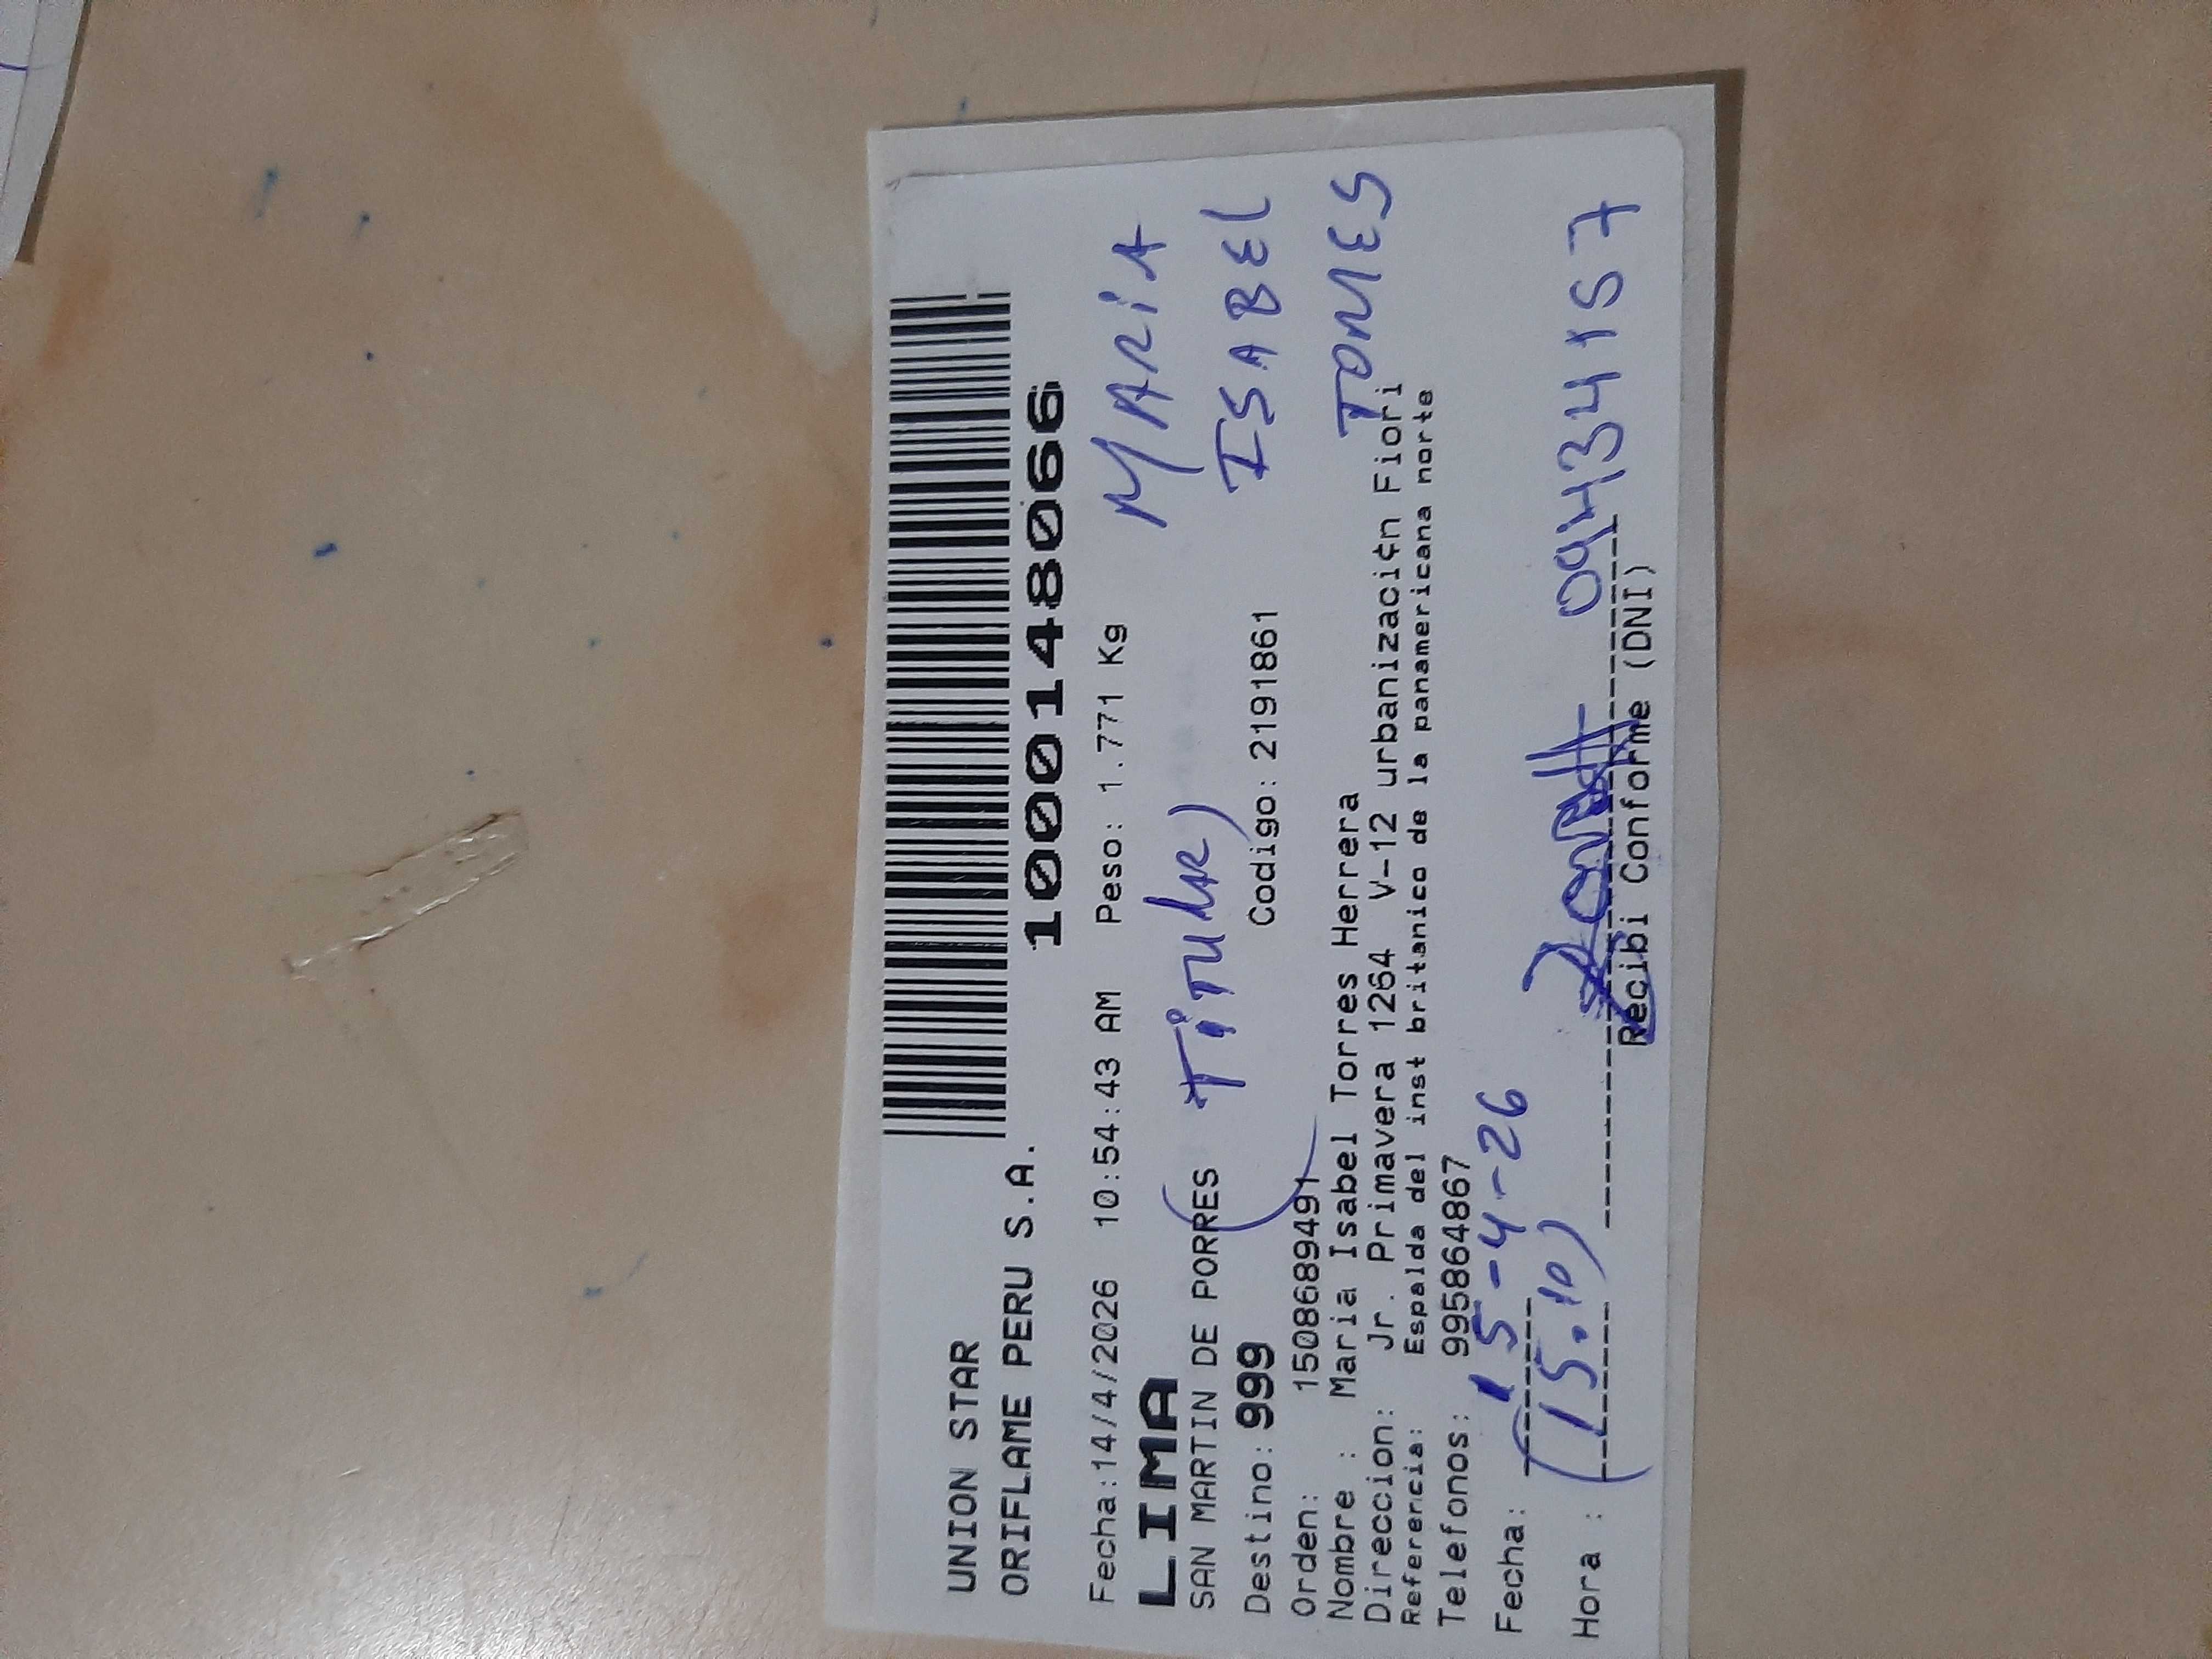 UNION STAR
ORIFLAME PERU S.A.
1000148066
Fecha:14/4/2026 10:54:43 AM Peso: 1.771 Kg
LIMA
MARIA
SAN MARTIN DE PORRES
(TITULAR)
ISABEL
Destino: 999 Codigo: 2191861
Orden: 1508689491
TORRES
Nombre : Maria Isabel Torres Herrera
Direccion: Jr. Primavera 1264 V-12 urbanizaci¢n Fiori
Referencia: Espalda del inst britanico de la panamericana norte
Telefonos: 995864867
Fecha: 15-4-26
Hora : (15.10) 09434157
Recibi Conforme (DNI)